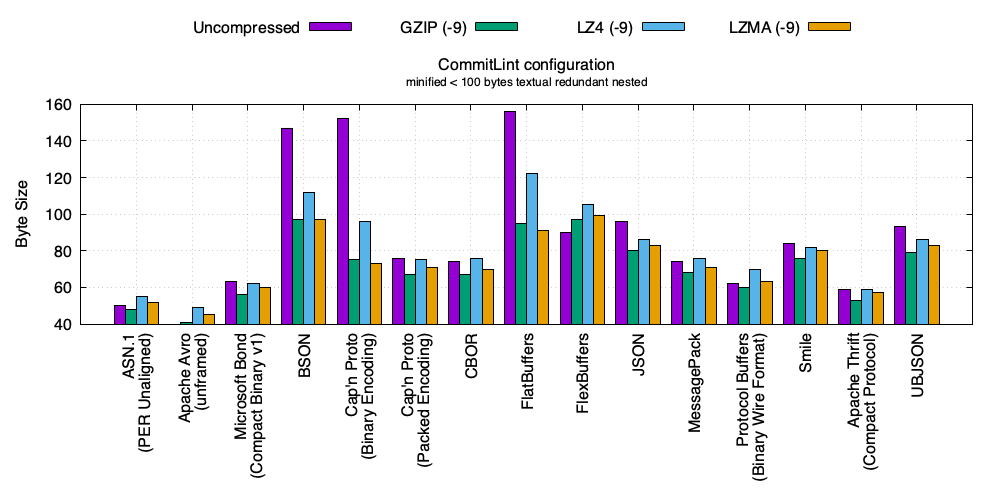 Uncompressed GZIP (-9) LZ4 (-9) LZMA (-9)
CommitLint configuration
minified < 100 bytes textual redundant nested
160
140
120
100
80
60
40
Byte Size
ASN.1
(PER Unaligned)
Apache Avro
(unframed)
Microsoft Bond
(Compact Binary v1)
BSON
Cap'n Proto
(Binary Encoding)
Cap'n Proto
(Packed Encoding)
CBOR
FlatBuffers
FlexBuffers
JSON
MessagePack
Protocol Buffers
(Binary Wire Format)
Smile
Apache Thrift
(Compact Protocol)
UBJSON